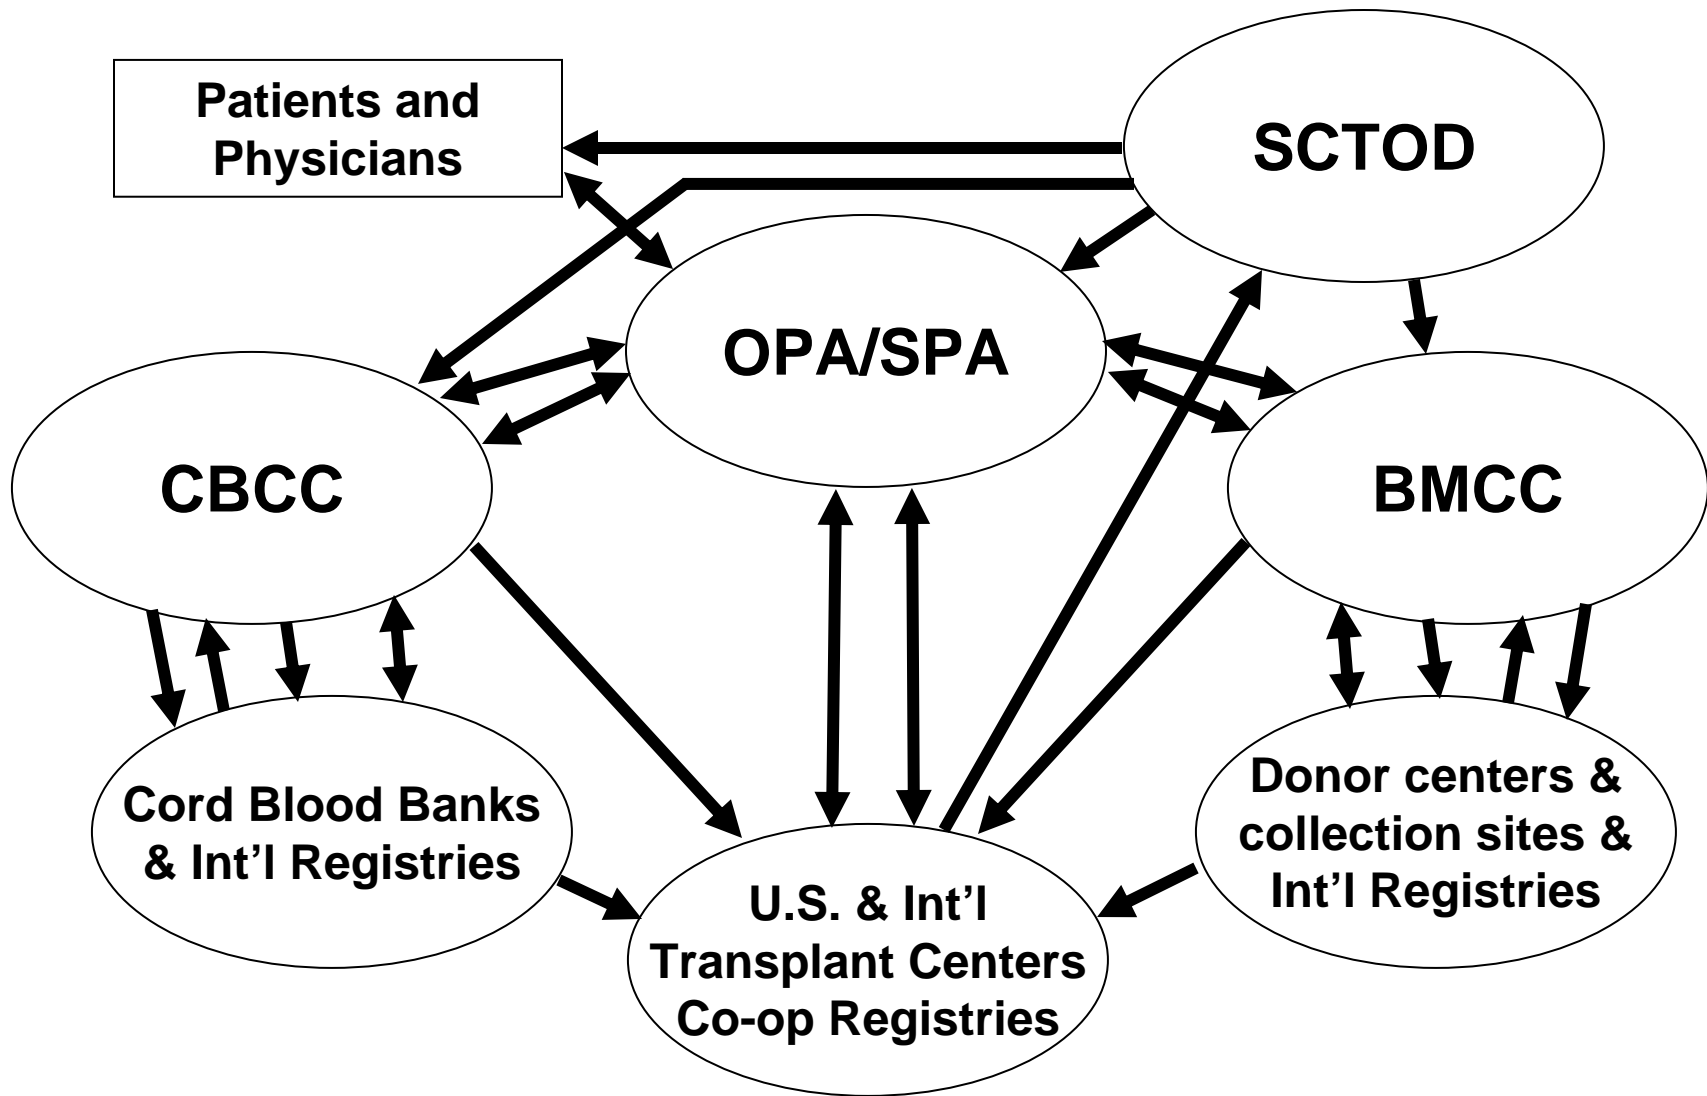 Patients and
Physicians
SCTOD
OPA/SPA
CBCC
BMCC
Cord Blood Banks
& Int’l Registries
U.S. & Int’l
Transplant Centers
Co-op Registries
Donor centers &
collection sites &
Int’l Registries